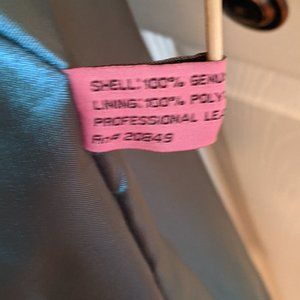 SHELL: 100% GENU
LINING: 100% POLY
PROFESSIONAL LEA
Rn# 20849